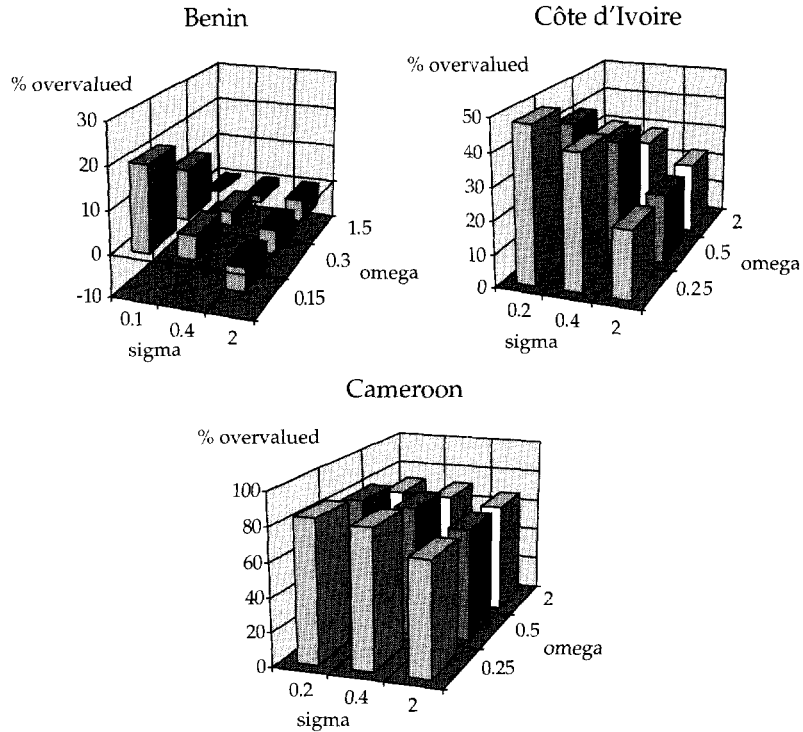 Benin
% overvalued
30
20
10
0
-10
0.1
0.4
2
sigma
0.15
0.3
1.5
omega
Côte d'Ivoire
% overvalued
50
40
30
20
10
0
0.2
0.4
2
sigma
0.25
0.5
2
omega
Cameroon
% overvalued
100
80
60
40
20
0
0.2
0.4
2
sigma
0.25
0.5
2
omega